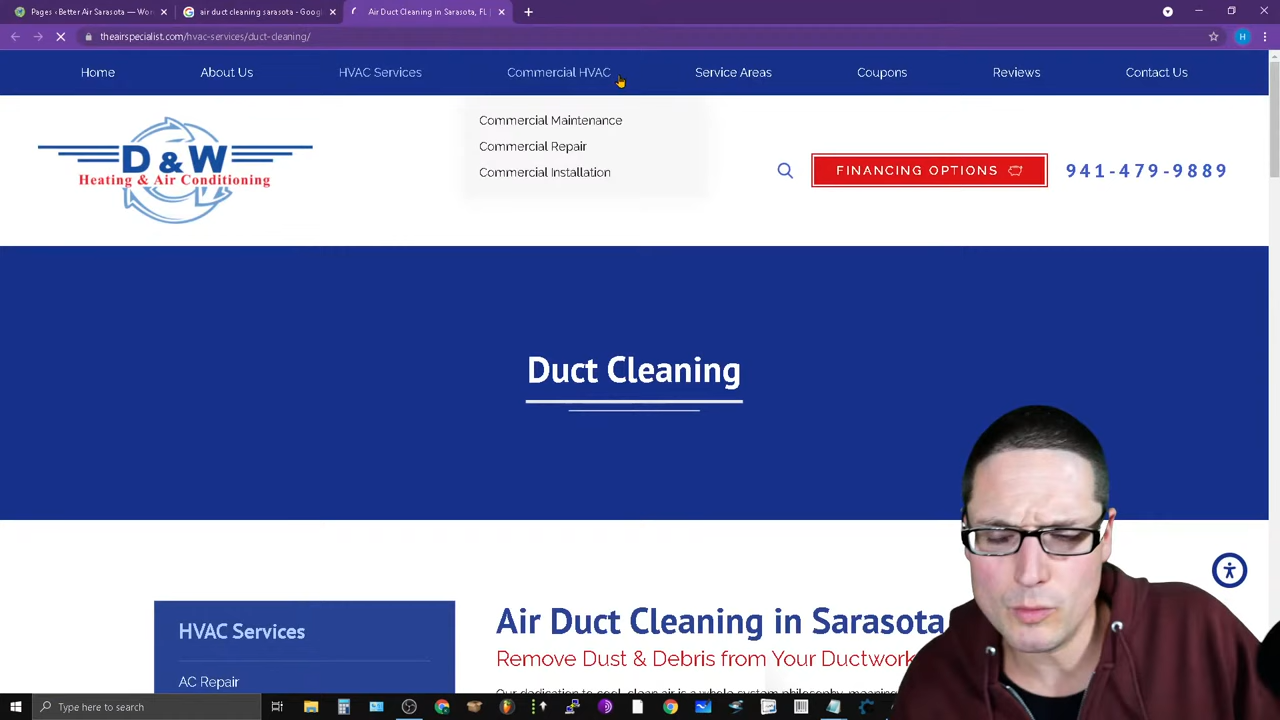 Pages ‹ Better Air Sarasota — Wor
air duct cleaning sarasota - Googl
Air Duct Cleaning in Sarasota, FL |
theairspecialist.com/hvac-services/duct-cleaning/
H
Home
About Us
HVAC Services
Commercial HVAC
Service Areas
Coupons
Reviews
Contact Us
Commercial Maintenance
Commercial Repair
Commercial Installation
D & W
Heating & Air Conditioning
FINANCING OPTIONS
941-479-9889
Duct Cleaning
HVAC Services
AC Repair
Air Duct Cleaning in Sarasota,
Remove Dust & Debris from Your Ductwork
Our dedication to cool, clean air is a whole system philosophy, meaning
Type here to search